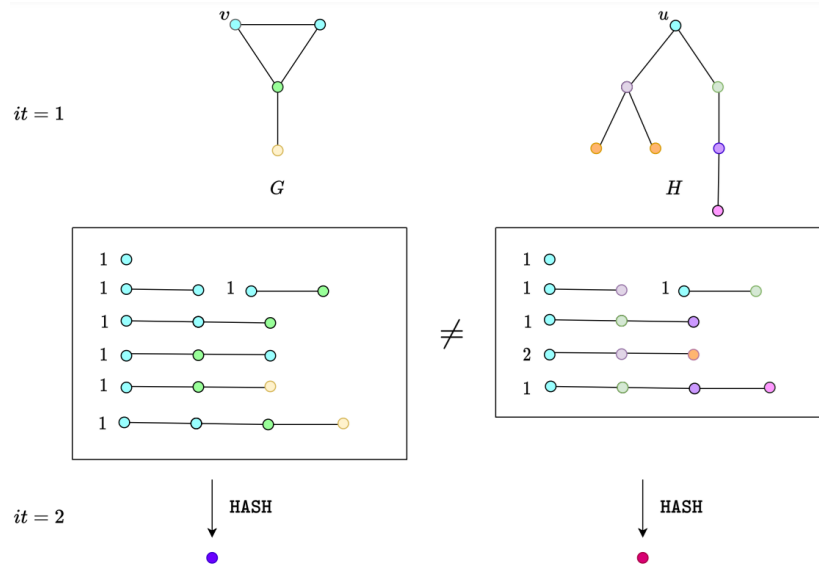 v u
it = 1
G H
1 1
1 1 1 1
1 1
1 ≠ 2
1 1
1
HASH HASH
it = 2